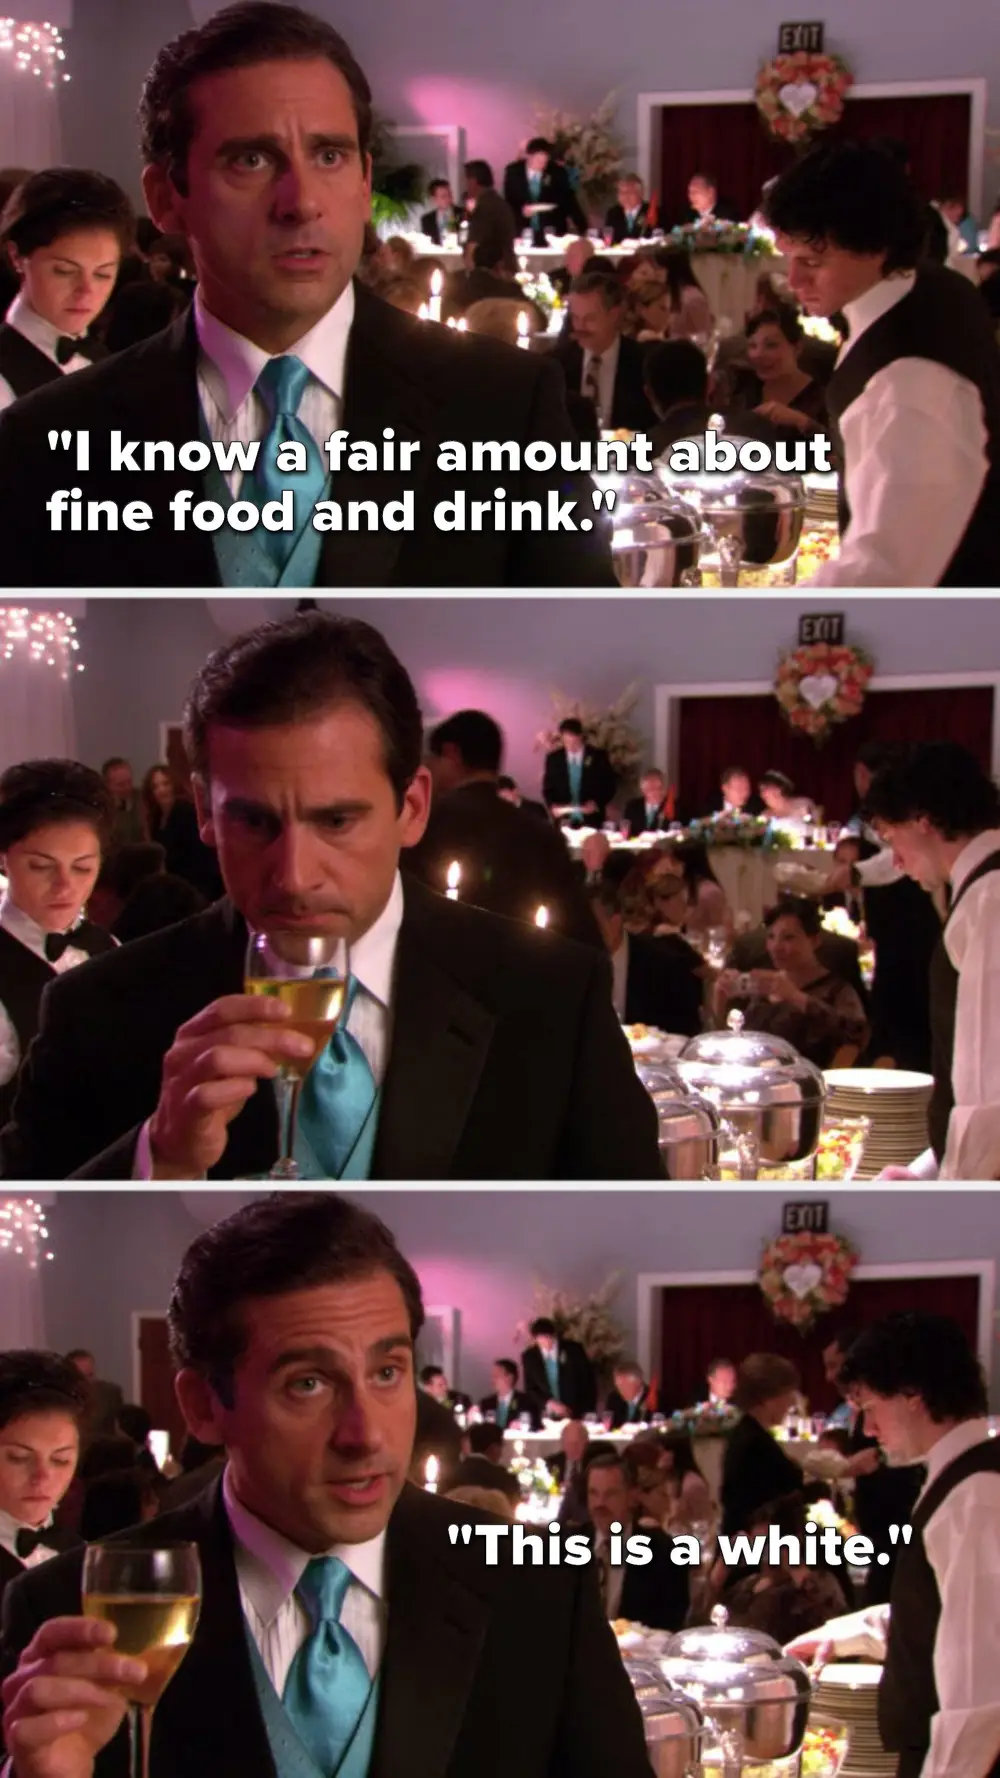 EXIT
"I know a fair amount about
fine food and drink."
EXIT
EXIT
"This is a white."